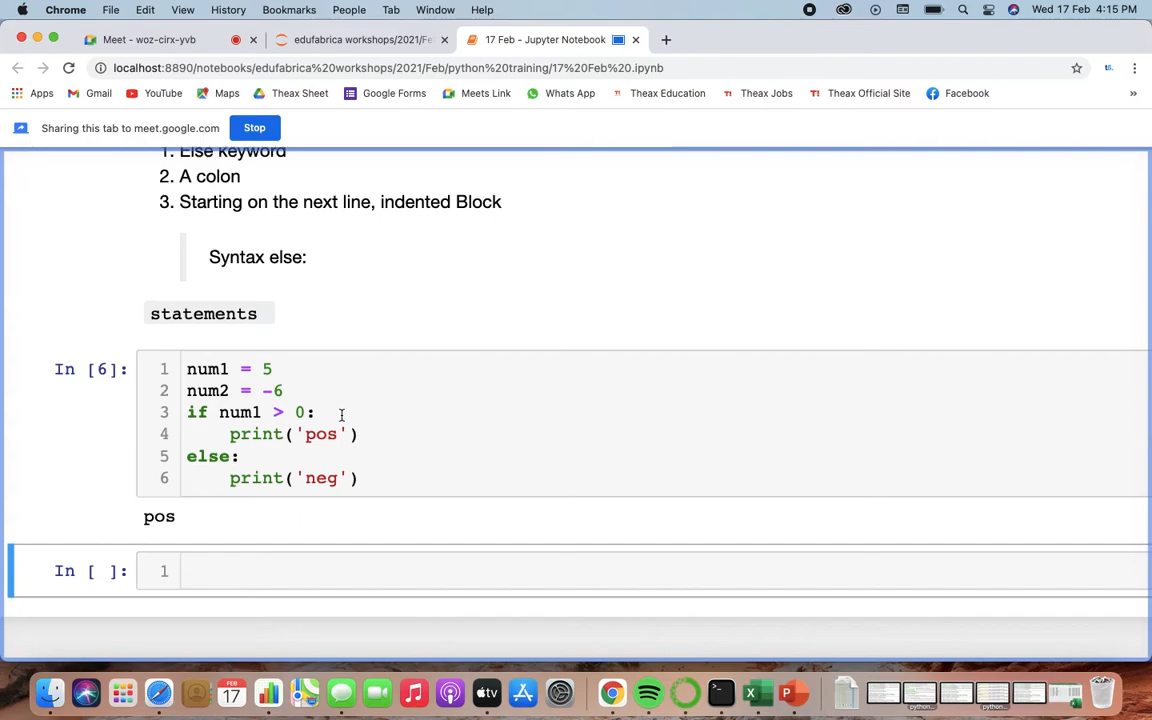 Chrome File Edit View History Bookmarks People Tab Window Help Wed 17 Feb 4:15 PM
Meet - woz-cirx-yvb edufabrica workshops/2021/Fe 17 Feb - Jupyter Notebook
localhost:8890/notebooks/edufabrica%20workshops/2021/Feb/python%20training/17%20Feb%20.ipynb
Apps Gmail YouTube Maps Theax Sheet Google Forms Meets Link Whats App Theax Education Theax Jobs Theax Official Site Facebook »
Sharing this tab to meet.google.com Stop
1. Else keyword
2. A colon
3. Starting on the next line, indented Block
Syntax else:
statements
In [6]: 1 num1 = 5
2 num2 = -6
3 if num1 > 0:
4 print('pos')
5 else:
6 print('neg')
pos
In [ ]: 1
FEB
17